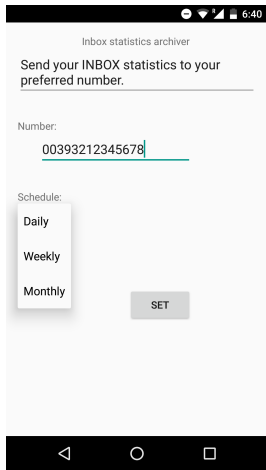 R 6:40
Inbox statistics archiver
Send your INBOX statistics to your
preferred number.
Number:
00393212345678
Schedule:
Daily
Weekly
Monthly
SET